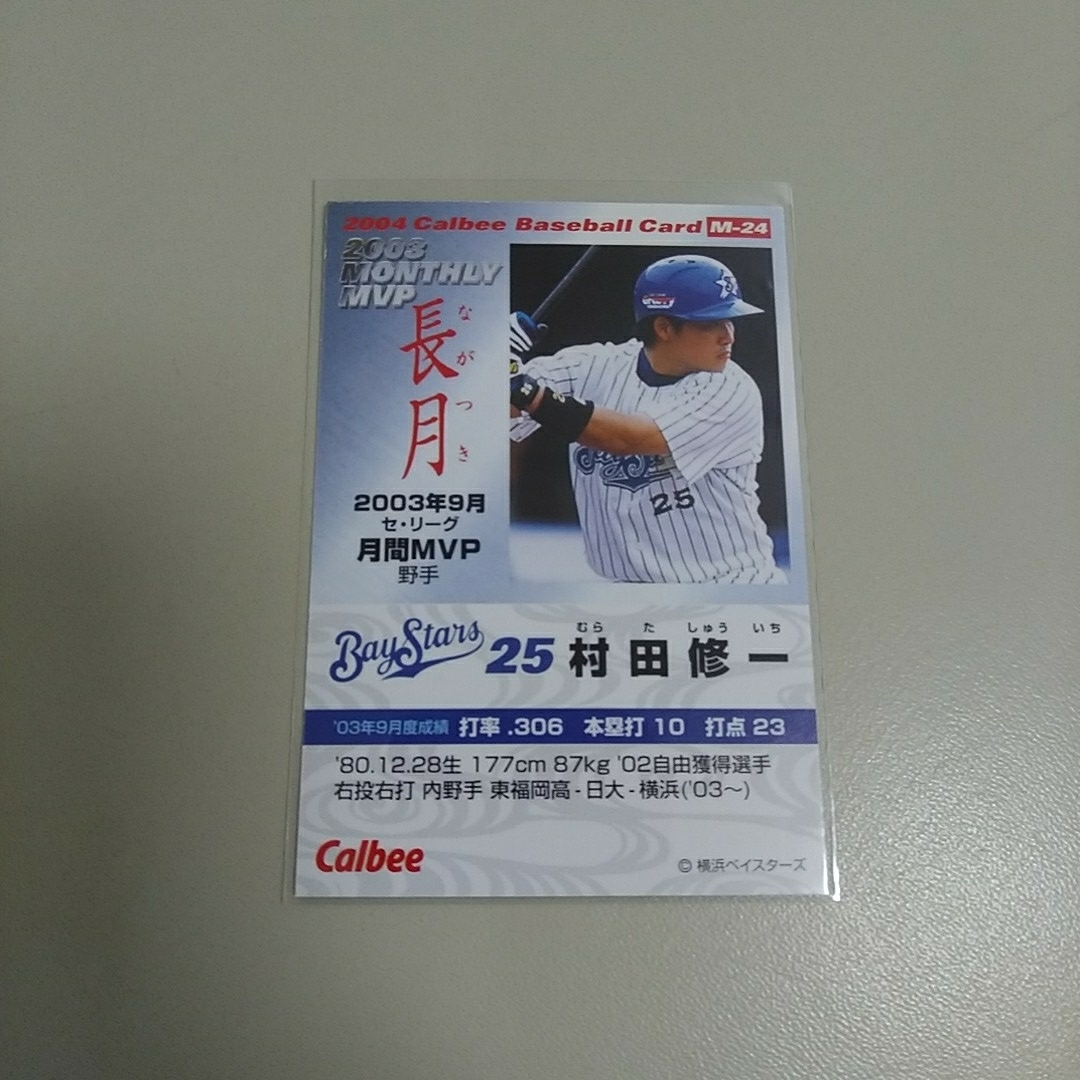 2004 Calbee Baseball Card M-24
2003
MONTHLY
MVP
長月
ながつき
2003年9月
セ・リーグ
月間MVP
野手
BayStars
25
BayStars 25 村田修一
むら た しゅう いち
'03年9月度成績 打率 .306 本塁打 10 打点 23
'80.12.28生 177cm 87kg '02自由獲得選手
右投右打 内野手 東福岡高-日大-横浜('03〜)
Calbee
© 横浜ベイスターズ